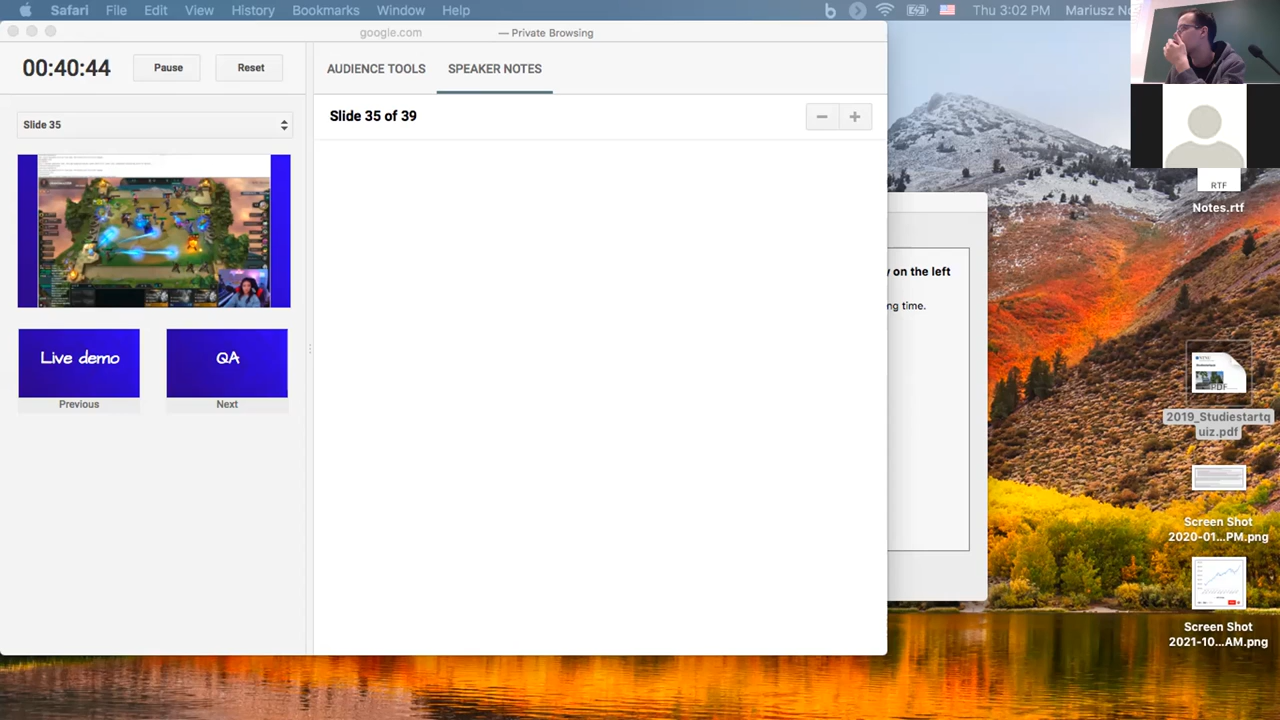 Safari File Edit View History Bookmarks Window Help
Thu 3:02 PM Mariusz No
google.com — Private Browsing
00:40:44 Pause Reset
AUDIENCE TOOLS SPEAKER NOTES
Slide 35 of 39
Slide 35
Live demo
Previous
QA
Next
y on the left
ng time.
RTF
Notes.rtf
PDF
2019_Studiestartq
uiz.pdf
Screen Shot
2020-01...PM.png
Screen Shot
2021-10...AM.png